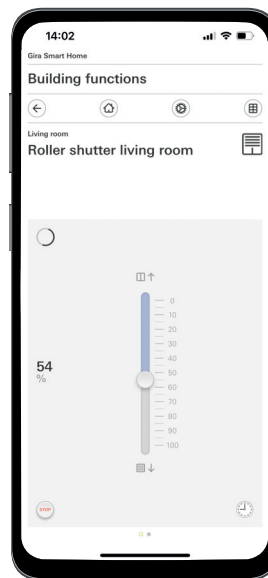 14:02
Gira Smart Home
Building functions
Living room
Roller shutter living room
0
10
20
30
40
54
50
%
60
70
80
90
100
STOP